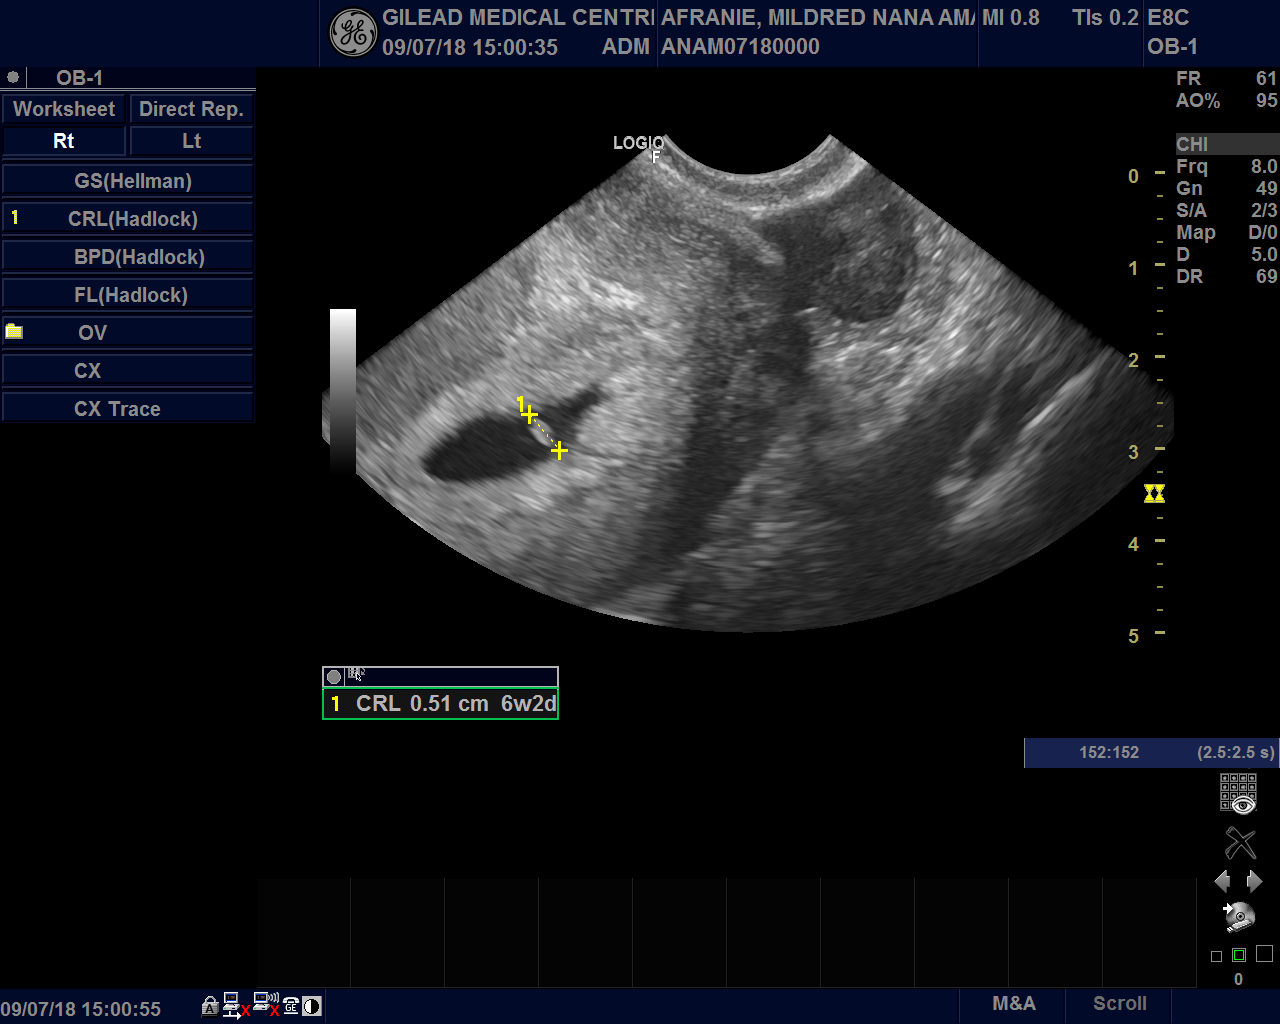 GILEAD MEDICAL CENTR
AFRANIE, MILDRED NANA AMA
MI 0.8 TIs 0.2 E8C
09/07/18 15:00:35 ADM ANAM07180000 OB-1
OB-1
Worksheet Direct Rep.
Rt Lt
GS(Hellman)
1 CRL(Hadlock)
BPD(Hadlock)
FL(Hadlock)
OV
CX
CX Trace
LOGIQ
F
1
FR 61
AO% 95
CHI
Frq 8.0
Gn 49
S/A 2/3
Map D/0
D 5.0
DR 69
0
1
2
3
4
5
1 CRL 0.51 cm 6w2d
152:152 (2.5:2.5 s)
0
09/07/18 15:00:55
M&A Scroll